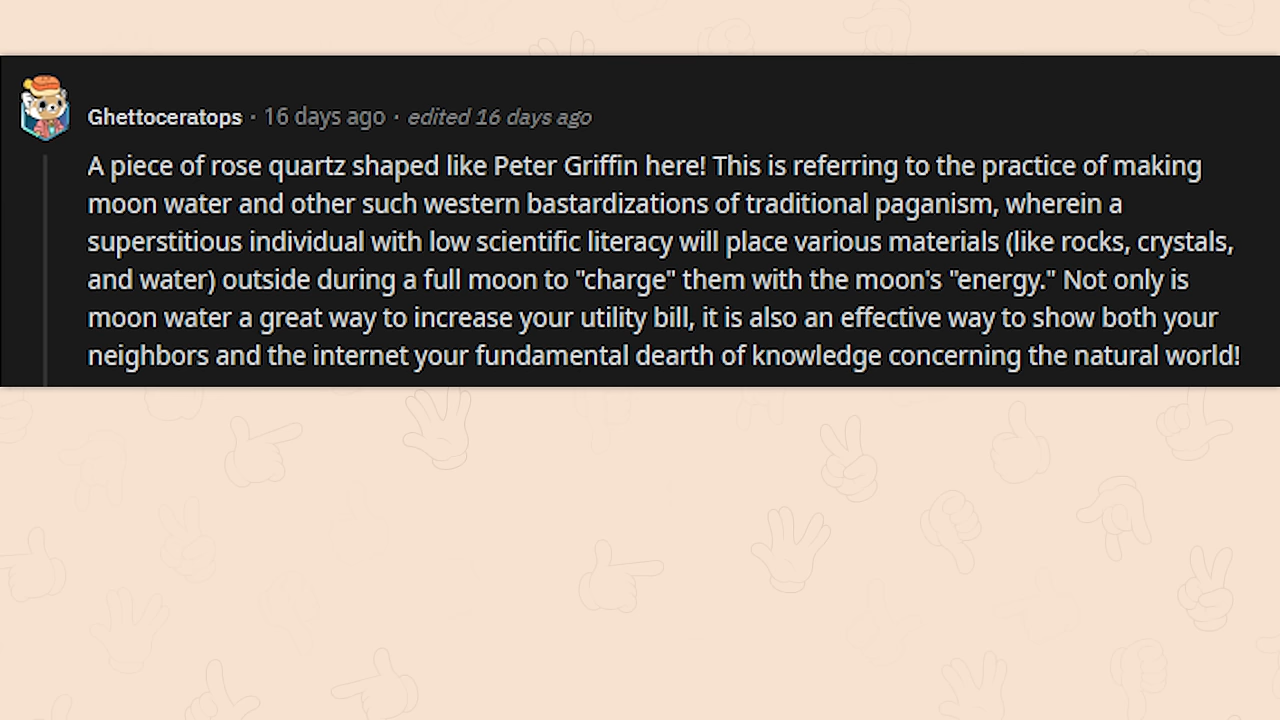 Ghettoceratops · 16 days ago · edited 16 days ago
A piece of rose quartz shaped like Peter Griffin here! This is referring to the practice of making
moon water and other such western bastardizations of traditional paganism, wherein a
superstitious individual with low scientific literacy will place various materials (like rocks, crystals,
and water) outside during a full moon to "charge" them with the moon's "energy." Not only is
moon water a great way to increase your utility bill, it is also an effective way to show both your
neighbors and the internet your fundamental dearth of knowledge concerning the natural world!